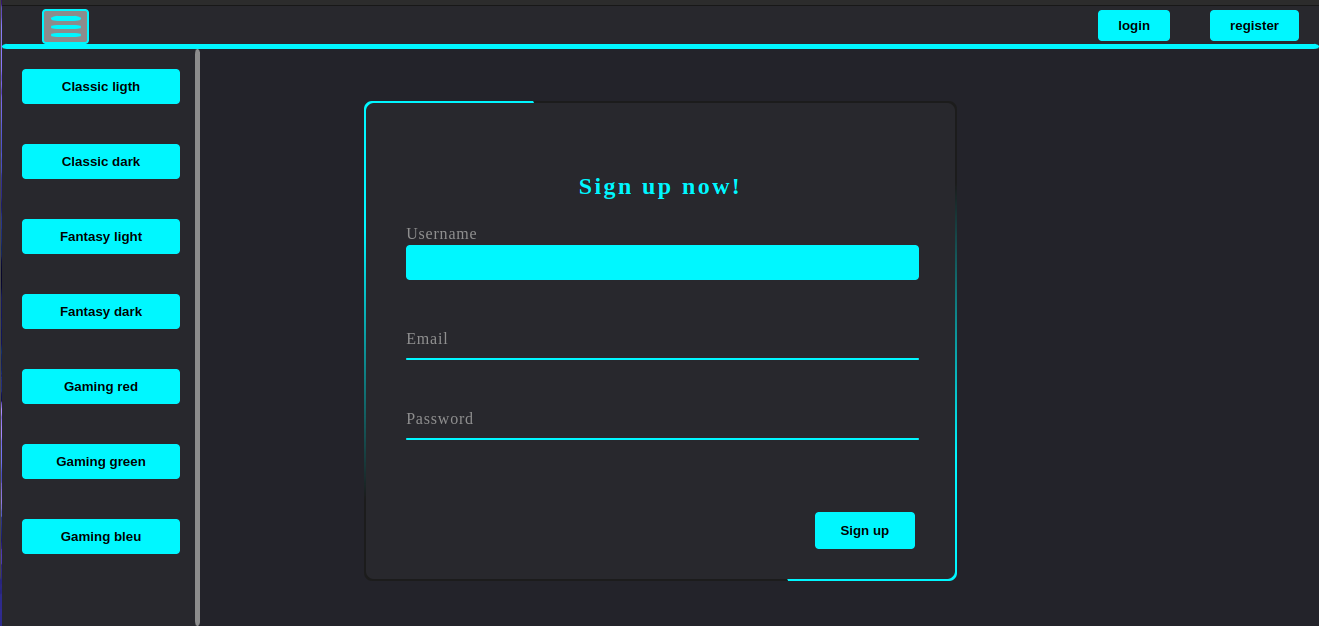 login
register
Classic ligth
Classic dark
Fantasy light
Fantasy dark
Gaming red
Gaming green
Gaming bleu
Sign up now!
Username
Email
Password
Sign up